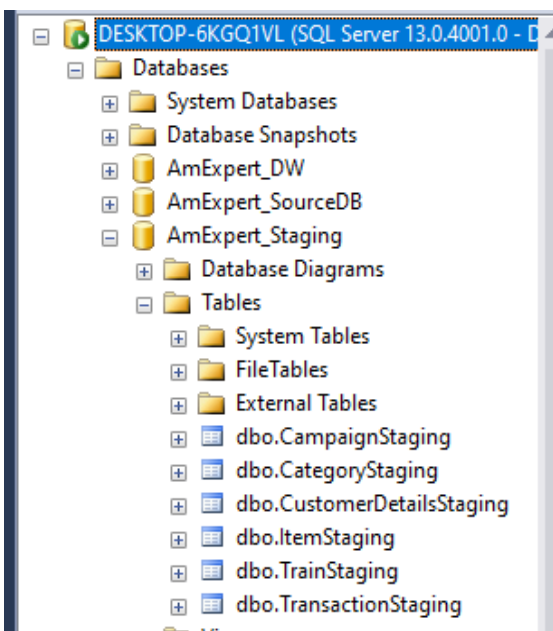 DESKTOP-6KGQ1VL (SQL Server 13.0.4001.0 - D
Databases
System Databases
Database Snapshots
AmExpert_DW
AmExpert_SourceDB
AmExpert_Staging
Database Diagrams
Tables
System Tables
FileTables
External Tables
dbo.CampaignStaging
dbo.CategoryStaging
dbo.CustomerDetailsStaging
dbo.ItemStaging
dbo.TrainStaging
dbo.TransactionStaging